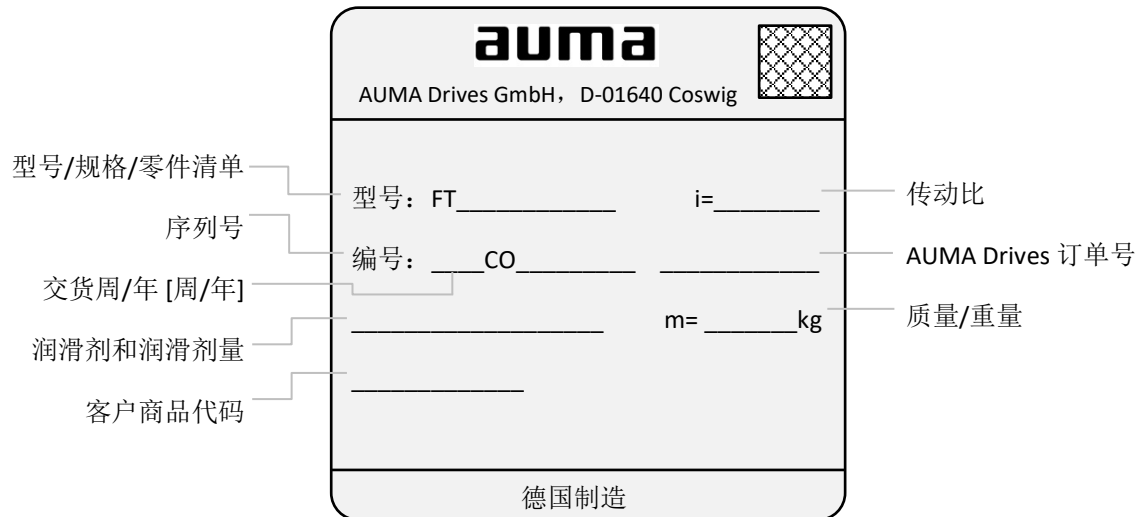 auma
AUMA Drives GmbH，D-01640 Coswig
型号/规格/零件清单
型号：FT____________ i=________
传动比
序列号
编号：____CO_________ ____________
AUMA Drives 订单号
交货周/年 [周/年]
___________________ m= _______kg
质量/重量
润滑剂和润滑剂量
_____________
客户商品代码
德国制造